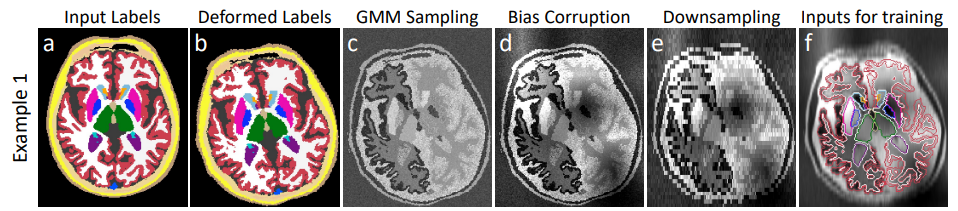 Input Labels
Deformed Labels
GMM Sampling
Bias Corruption
Downsampling
Inputs for training
a
b
c
d
e
f
Example 1